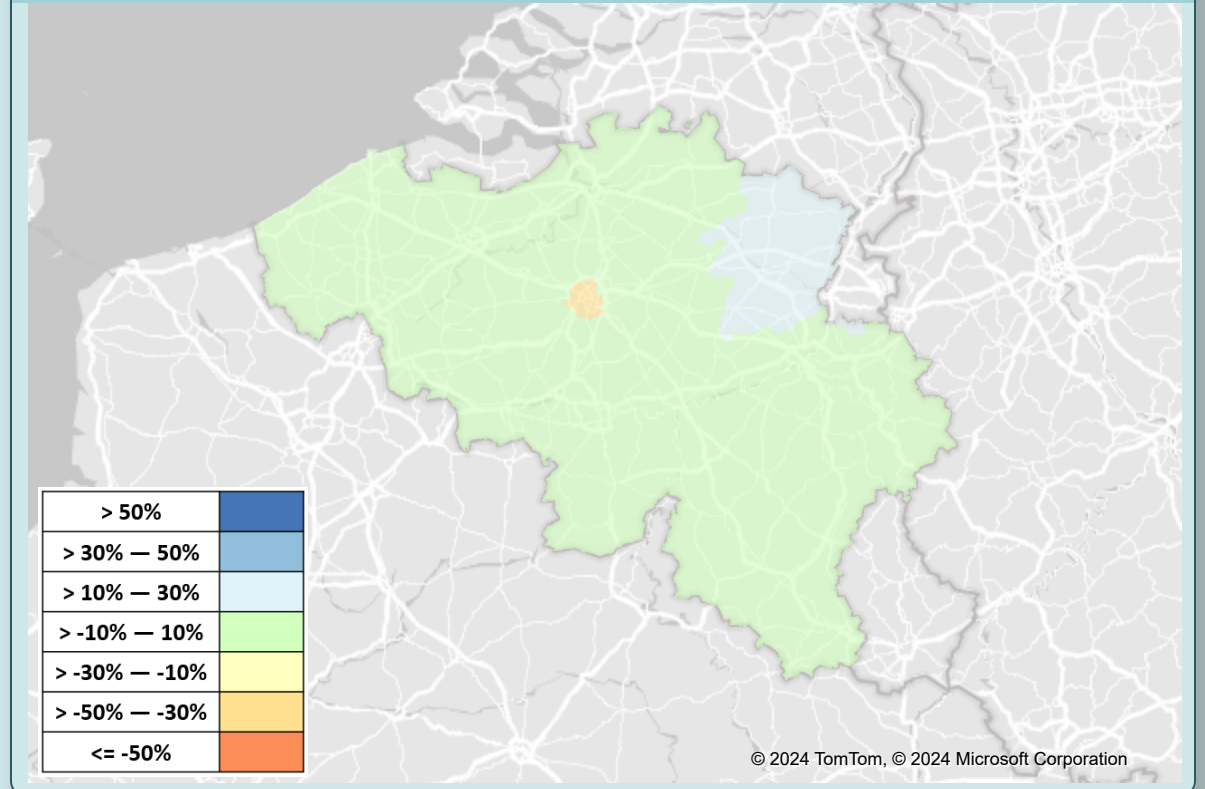 > 50%
> 30% — 50%
> 10% — 30%
> -10% — 10%
> -30% — -10%
> -50% — -30%
<= -50%
© 2024 TomTom, © 2024 Microsoft Corporation